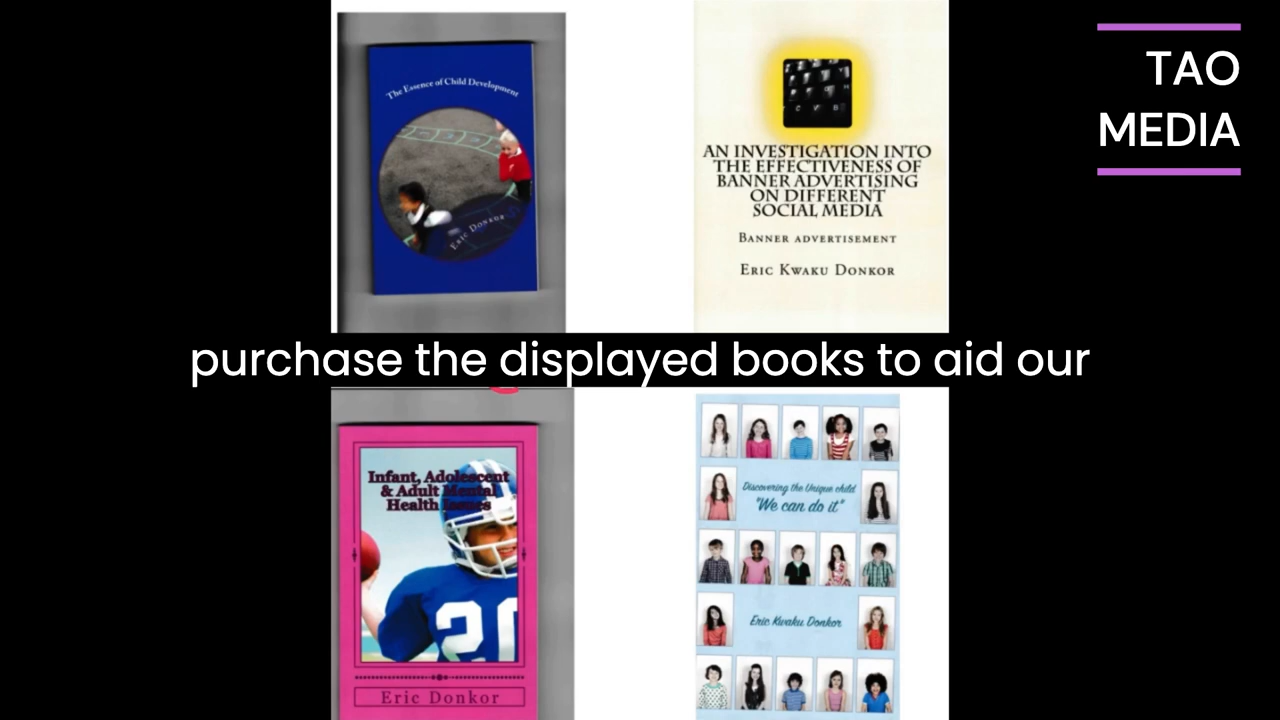 The Essence of Child Development
Eric Donkor
AN INVESTIGATION INTO
THE EFFECTIVENESS OF
BANNER ADVERTISING
ON DIFFERENT
SOCIAL MEDIA
BANNER ADVERTISEMENT
ERIC KWAKU DONKOR
TAO
MEDIA
purchase the displayed books to aid our
Infant, Adolescent
& Adult Mental
Health Issues
20
Eric Donkor
Discovering the Unique child
"We can do it"
Eric Kwaku Donkor